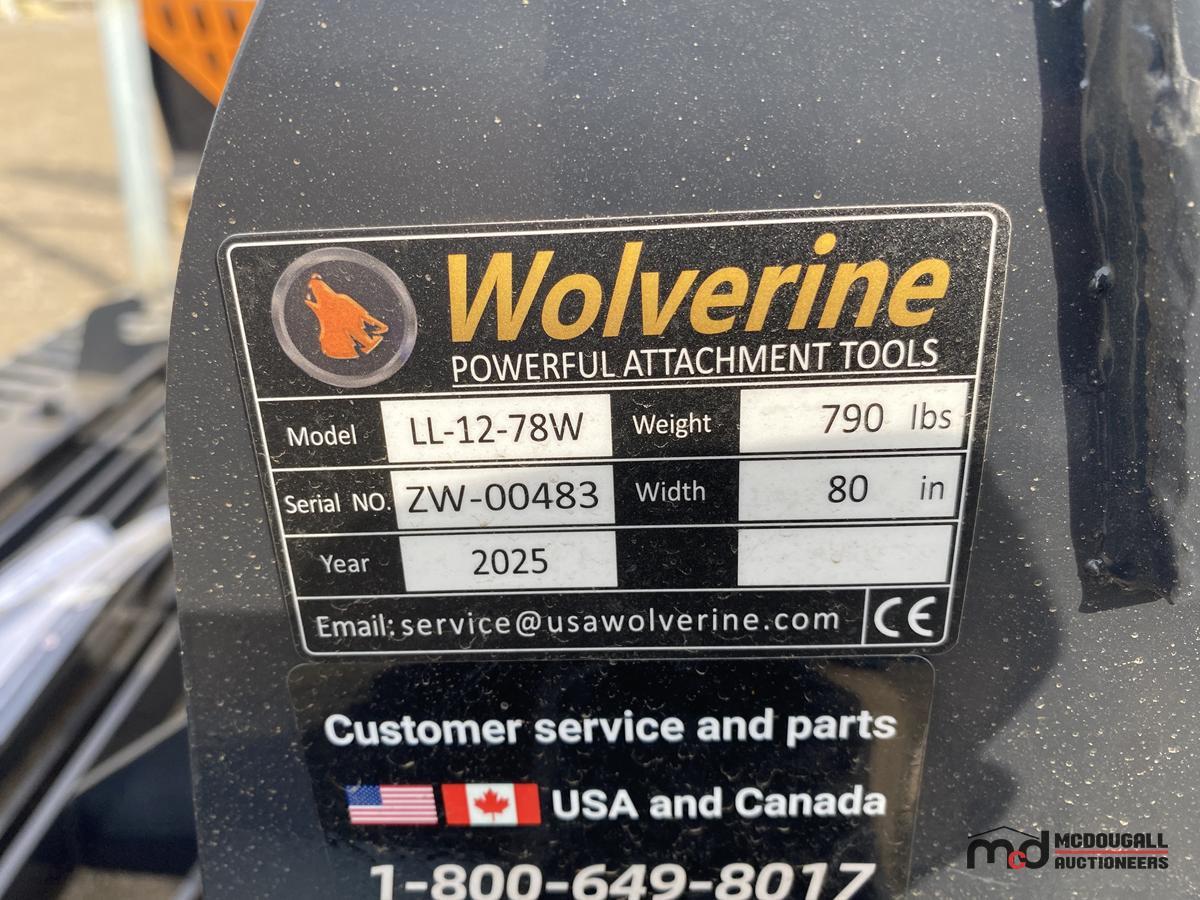 Wolverine
POWERFUL ATTACHMENT TOOLS
Model LL-12-78W Weight 790 lbs
Serial NO. ZW-00483 Width 80 in
Year 2025
Email: service@usawolverine.com CE
Customer service and parts
USA and Canada
1-800-649-8017
mcd MCDOUGALL
AUCTIONEERS